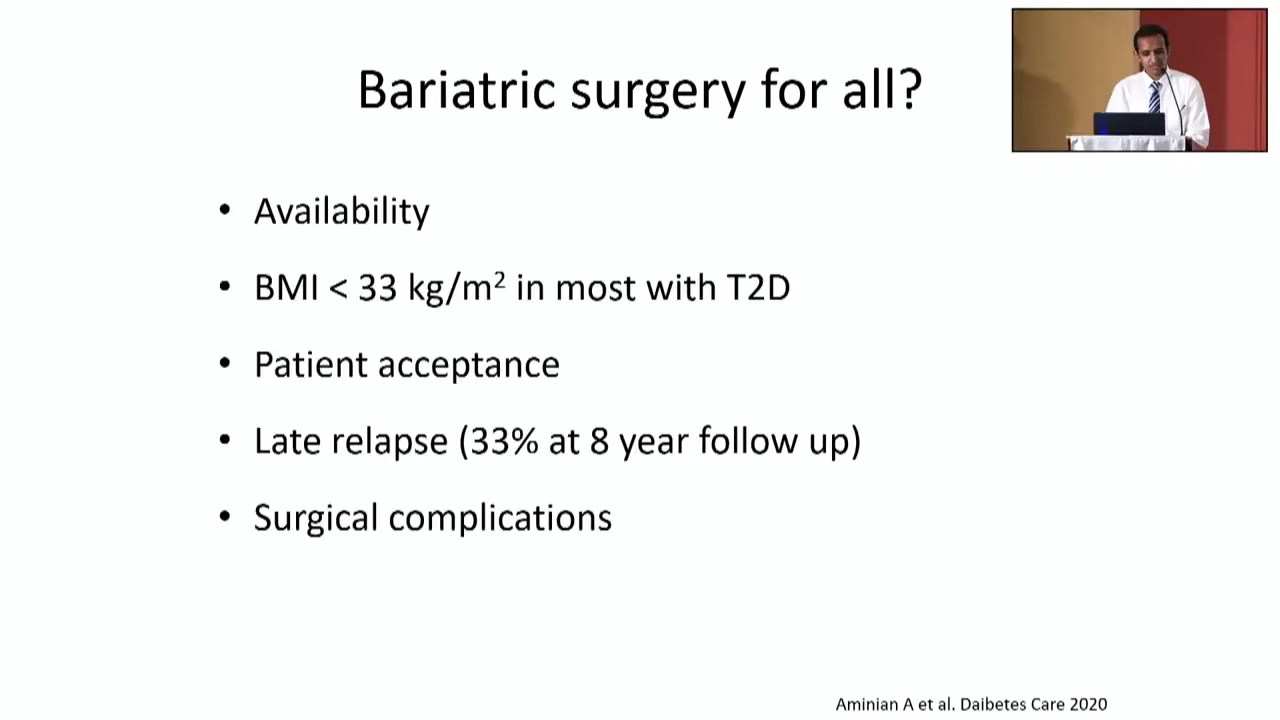 Bariatric surgery for all?
• Availability
• BMI < 33 kg/m² in most with T2D
• Patient acceptance
• Late relapse (33% at 8 year follow up)
• Surgical complications
Aminian A et al. Daibetes Care 2020